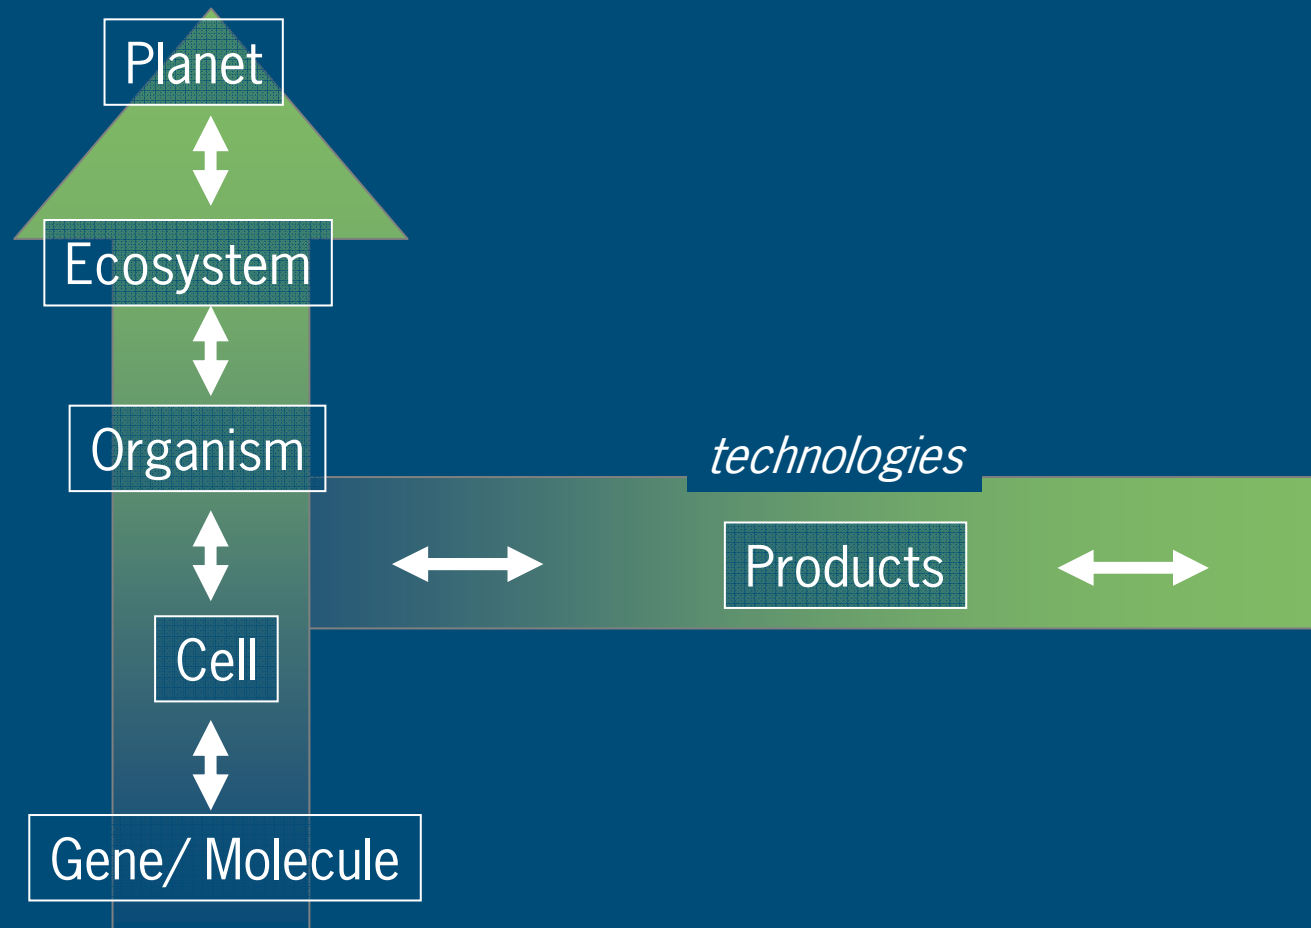 Planet
Ecosystem
Organism
technologies
Products
Cell
Gene/ Molecule